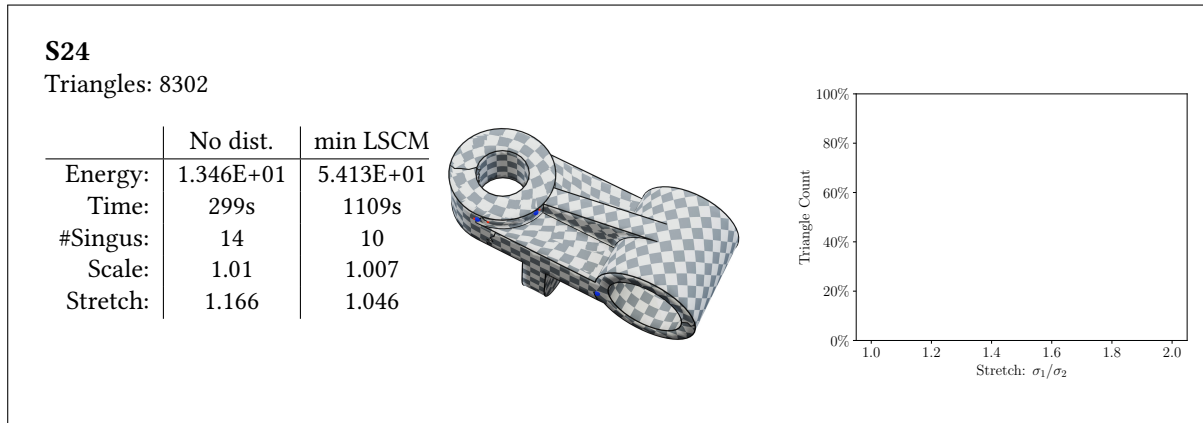 S24
Triangles: 8302
No dist. min LSCM
Energy: 1.346E+01 5.413E+01
Time: 299s 1109s
#Singus: 14 10
Scale: 1.01 1.007
Stretch: 1.166 1.046
100%
80%
60%
40%
20%
0%
Triangle Count
1.0 1.2 1.4 1.6 1.8 2.0
Stretch: σ1/σ2